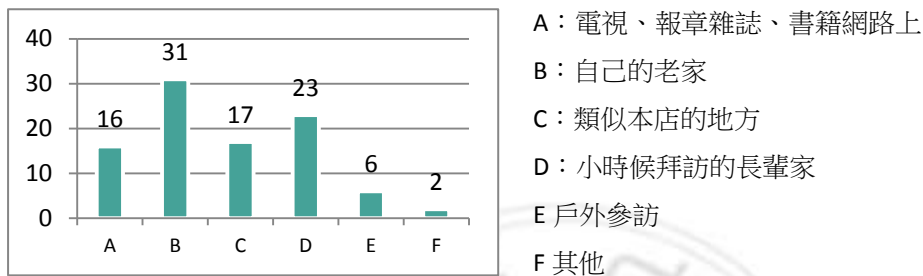 40
30
20
10
0
16
31
17
23
6
2
A
B
C
D
E
F
A：電視、報章雜誌、書籍網路上
B：自己的老家
C：類似本店的地方
D：小時候拜訪的長輩家
E 戶外參訪
F 其他